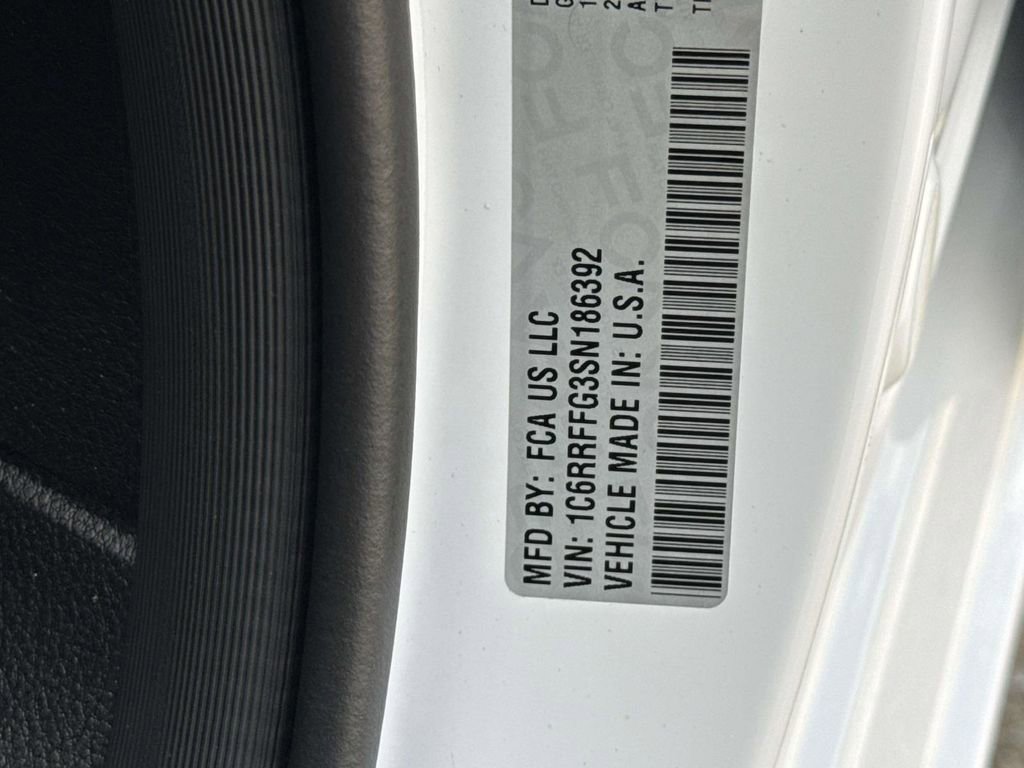 MFD BY: FCA US LLC
VIN: 1C6RRFFG3SN186392
VEHICLE MADE IN: U.S.A.